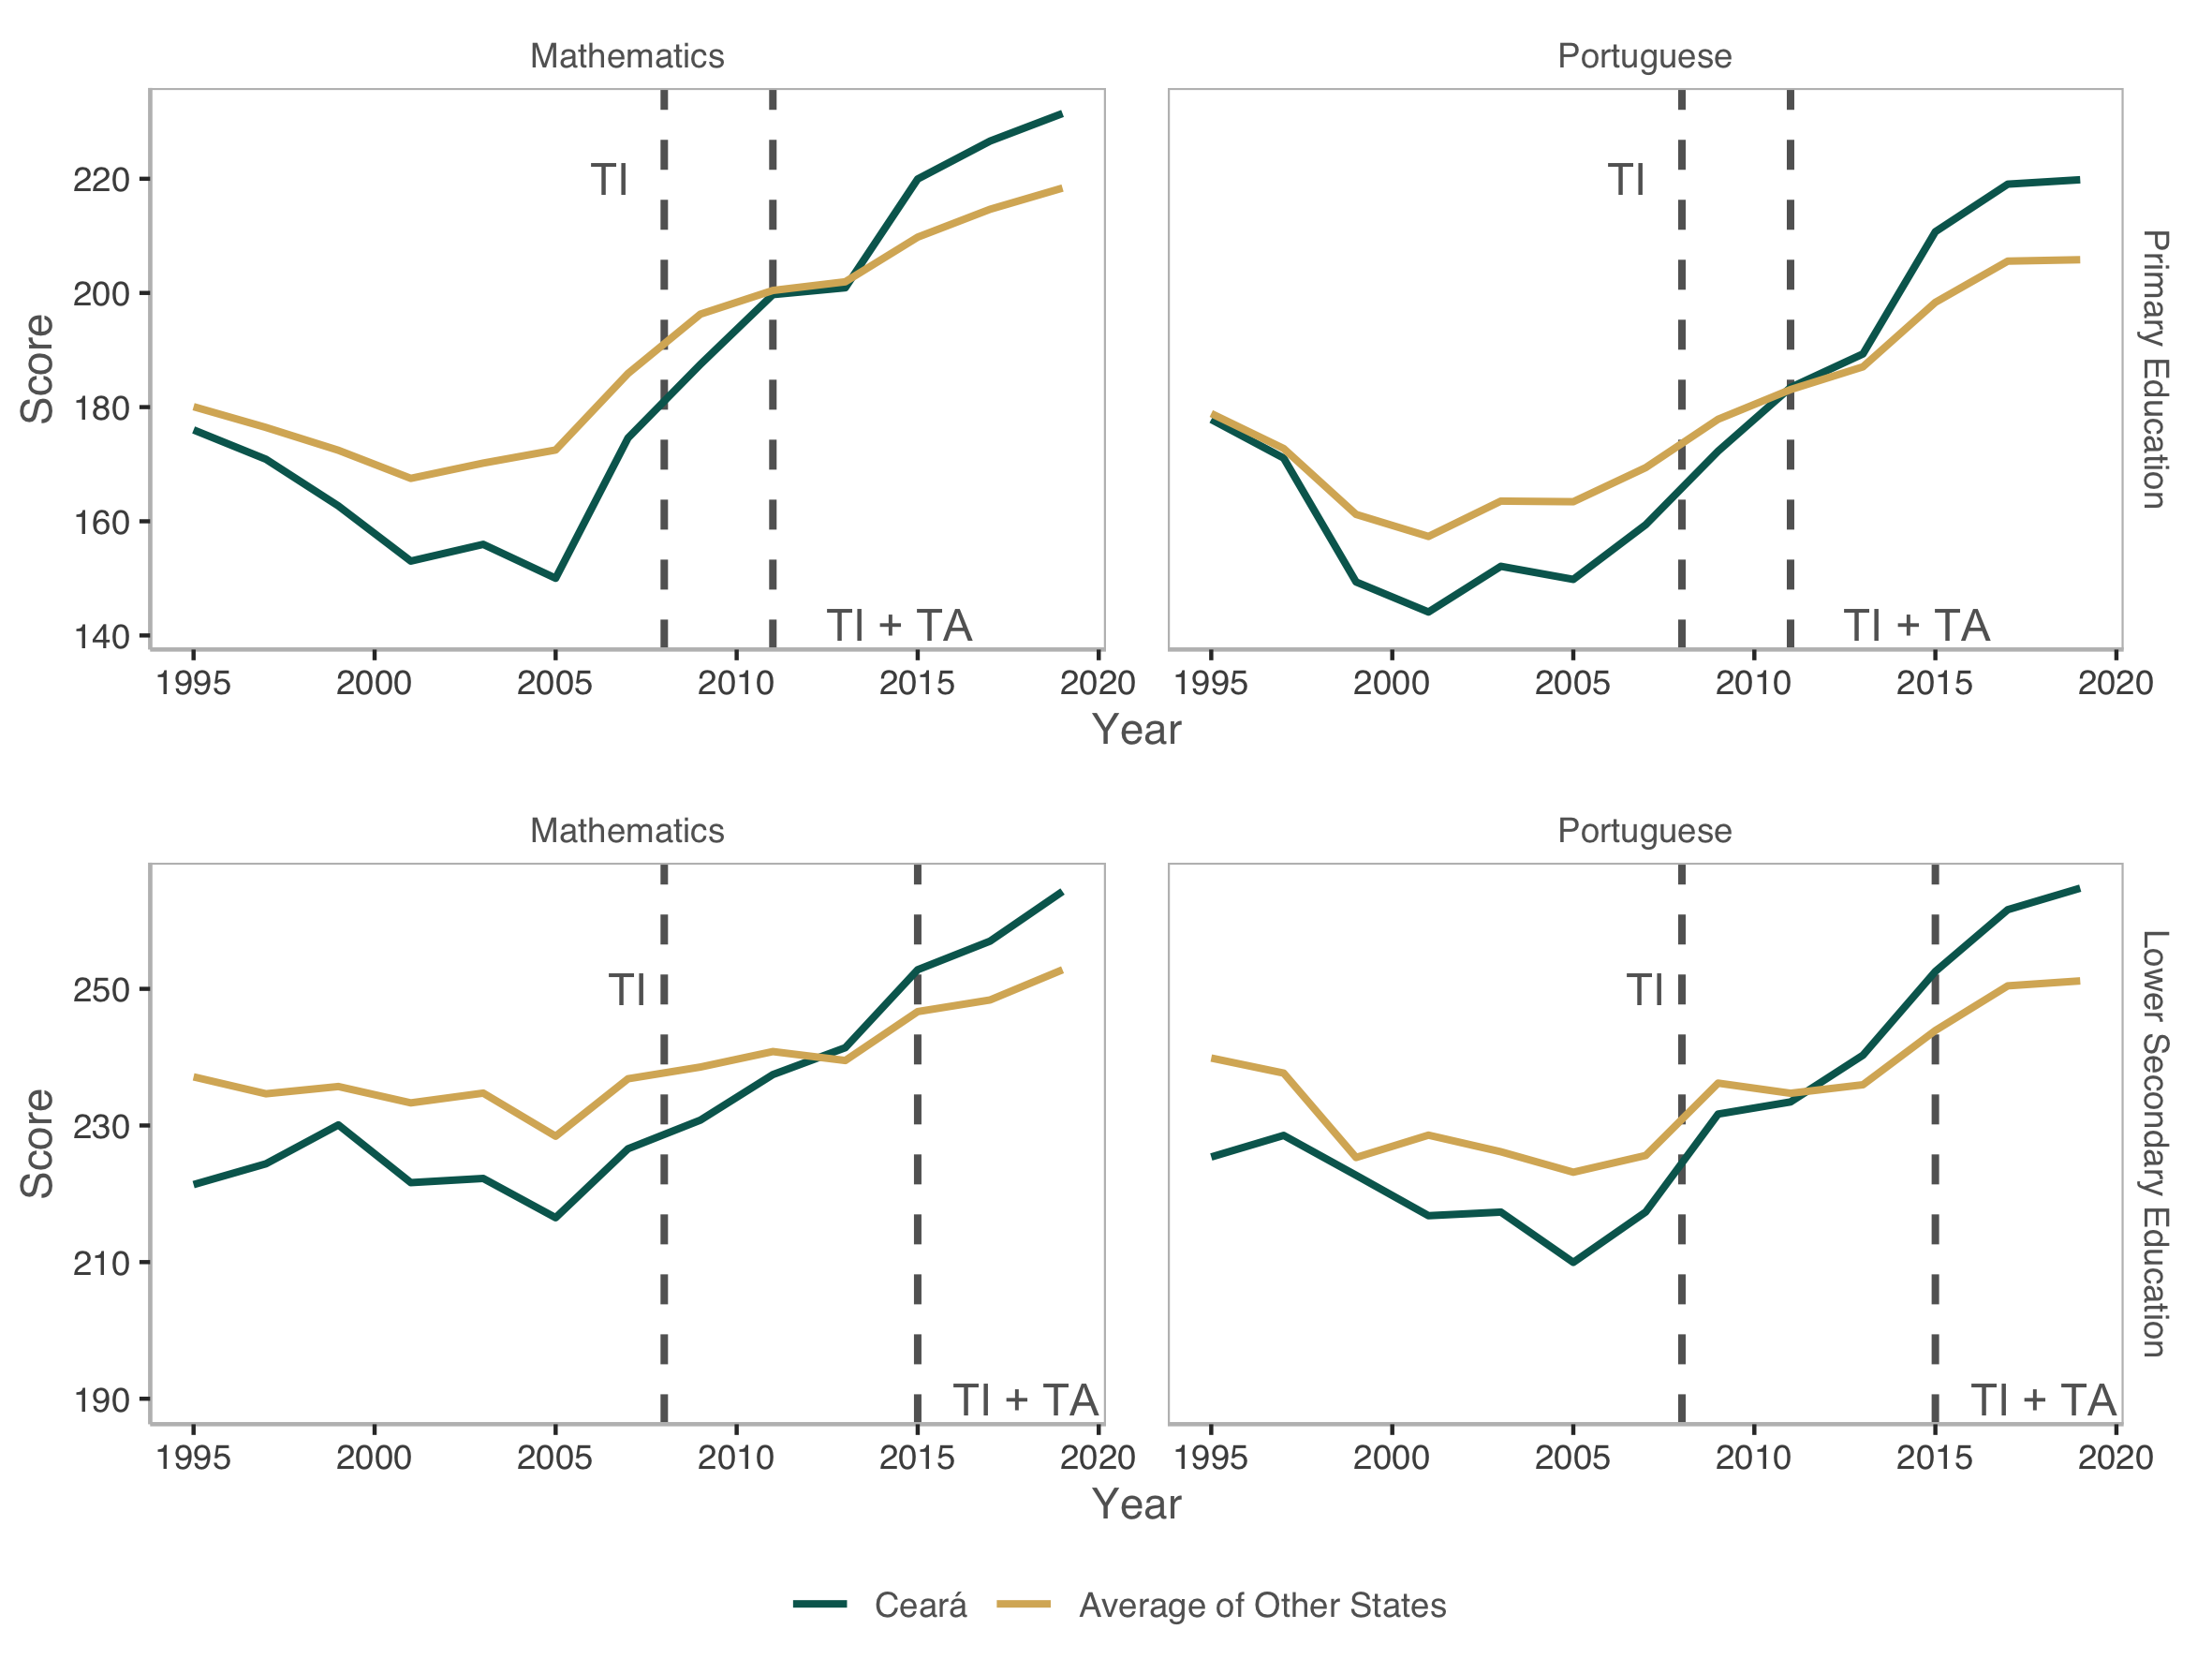 Mathematics
Portuguese
TI
TI
220
200
180
160
140
Score
TI + TA
TI + TA
Primary Education
1995 2000 2005 2010 2015 2020
1995 2000 2005 2010 2015 2020
Year
Mathematics
Portuguese
TI
TI
250
230
210
190
Score
TI + TA
TI + TA
Lower Secondary Education
1995 2000 2005 2010 2015 2020
1995 2000 2005 2010 2015 2020
Year
Ceará Average of Other States